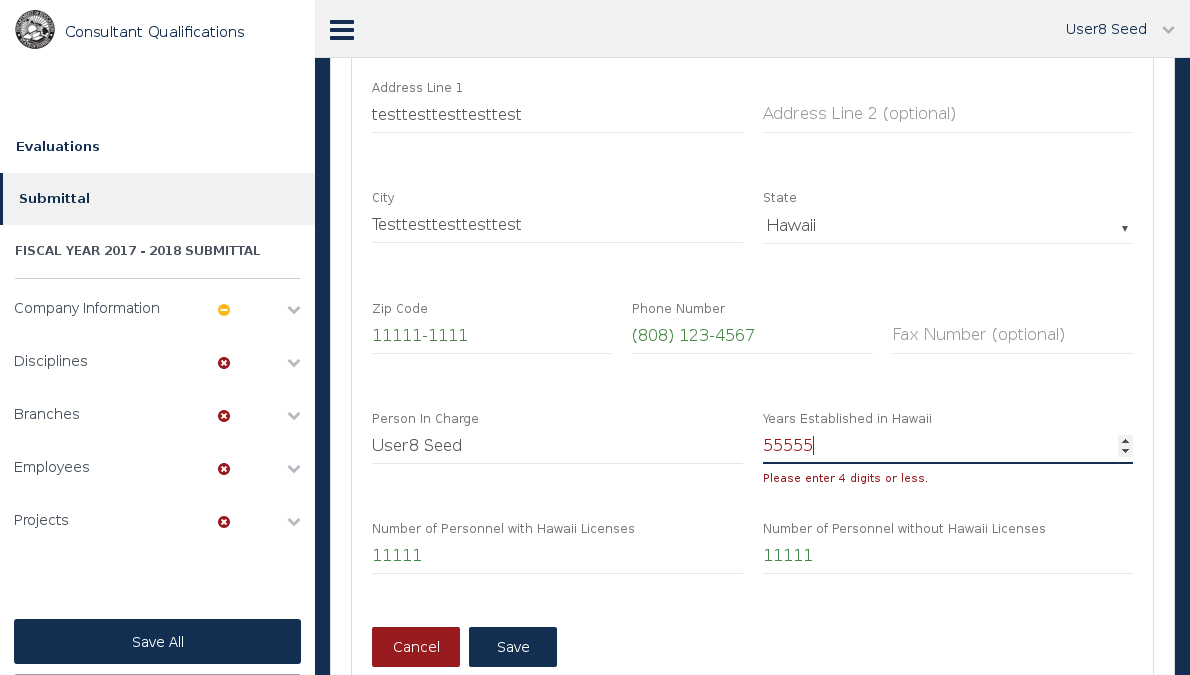 Consultant Qualifications
User8 Seed
Evaluations
Submittal
FISCAL YEAR 2017 - 2018 SUBMITTAL
Company Information
Disciplines
Branches
Employees
Projects
Save All
Address Line 1
testtesttesttesttest
Address Line 2 (optional)
City
Testtesttesttesttest
State
Hawaii
Zip Code
11111-1111
Phone Number
(808) 123-4567
Fax Number (optional)
Person In Charge
User8 Seed
Years Established in Hawaii
55555
Please enter 4 digits or less.
Number of Personnel with Hawaii Licenses
11111
Number of Personnel without Hawaii Licenses
11111
Cancel
Save